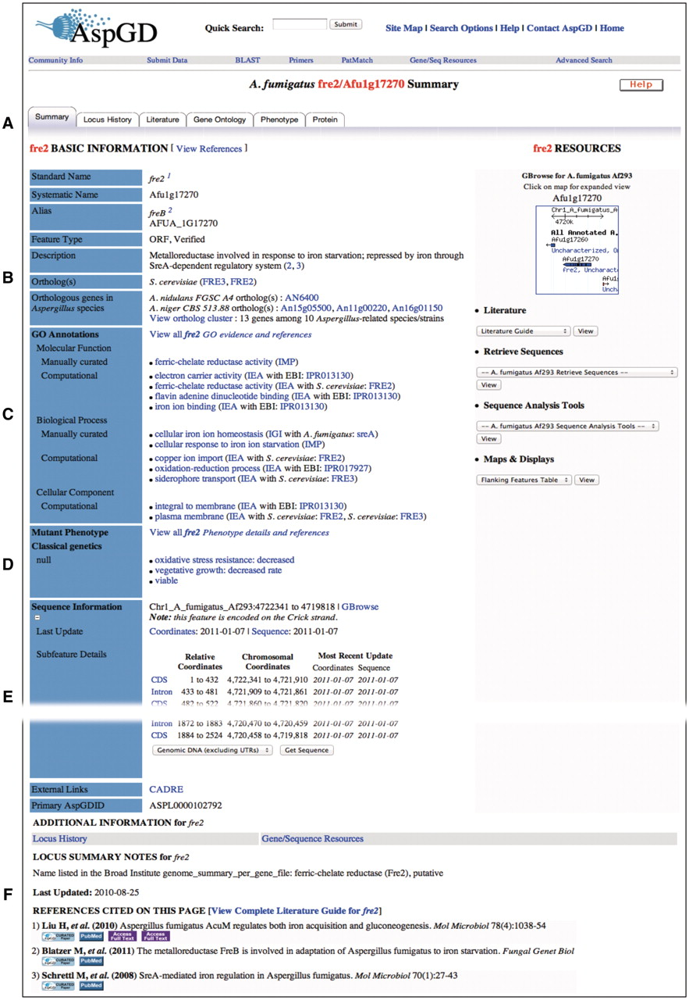 AspGD
Quick Search: Submit Site Map | Search Options | Help | Contact AspGD | Home
Community Info Submit Data BLAST Primers PatMatch Gene/Seq Resources Advanced Search
A. fumigatus fre2/Afu1g17270 Summary Help
A
Summary Locus History Literature Gene Ontology Phenotype Protein
fre2 BASIC INFORMATION [ View References ]
fre2 RESOURCES
Standard Name fre2 1
Systematic Name Afu1g17270
Alias freB 2
AFUA_1G17270
Feature Type ORF, Verified
Description Metalloreductase involved in response to iron starvation; repressed by iron through
SreA-dependent regulatory system (2, 3)
B
Ortholog(s) S. cerevisiae (FRE3, FRE2)
Orthologous genes in Aspergillus species
A. nidulans FGSC A4 ortholog(s) : AN6400
A. niger CBS 513.88 ortholog(s) : An15g05500, An11g00220, An16g01150
View ortholog cluster : 13 genes among 10 Aspergillus-related species/strains
GBrowse for A. fumigatus Af293
Click on map for expanded view
Afu1g17270
Chr1_A_fumigatus_A
4720k
All Annotated A.
Afu1g17260
Uncharacterized, O
Afu1g17270
fre2, Uncharact
Afu1
Unch
• Literature
Literature Guide View
• Retrieve Sequences
-- A. fumigatus Af293 Retrieve Sequences --
View
• Sequence Analysis Tools
-- A. fumigatus Af293 Sequence Analysis Tools --
View
• Maps & Displays
Flanking Features Table View
GO Annotations View all fre2 GO evidence and references
Molecular Function
Manually curated • ferric-chelate reductase activity (IMP)
Computational • electron carrier activity (IEA with EBI: IPR013130)
• ferric-chelate reductase activity (IEA with S. cerevisiae: FRE2)
• flavin adenine dinucleotide binding (IEA with EBI: IPR013130)
• iron ion binding (IEA with EBI: IPR013130)
C
Biological Process
Manually curated • cellular iron ion homeostasis (IGI with A. fumigatus: sreA)
• cellular response to iron ion starvation (IMP)
Computational • copper ion import (IEA with S. cerevisiae: FRE2)
• oxidation-reduction process (IEA with EBI: IPR017927)
• siderophore transport (IEA with S. cerevisiae: FRE3)
Cellular Component
Computational • integral to membrane (IEA with EBI: IPR013130)
• plasma membrane (IEA with S. cerevisiae: FRE2, S. cerevisiae: FRE3)
Mutant Phenotype View all fre2 Phenotype details and references
Classical genetics
D
null • oxidative stress resistance: decreased
• vegetative growth: decreased rate
• viable
Sequence Information Chr1_A_fumigatus_Af293:4722341 to 4719818 | GBrowse
Note: this feature is encoded on the Crick strand.
Last Update Coordinates: 2011-01-07 | Sequence: 2011-01-07
Subfeature Details
Relative Coordinates Chromosomal Coordinates Most Recent Update
Coordinates Sequence
CDS 1 to 432 4,722,341 to 4,721,910 2011-01-07 2011-01-07
Intron 433 to 481 4,721,909 to 4,721,861 2011-01-07 2011-01-07
E
CDS 482 to 522 4,721,860 to 4,721,820 2011-01-07 2011-01-07
Intron 1872 to 1883 4,720,470 to 4,720,459 2011-01-07 2011-01-07
CDS 1884 to 2524 4,720,458 to 4,719,818 2011-01-07 2011-01-07
Genomic DNA (excluding UTRs) Get Sequence
External Links CADRE
Primary AspGDID ASPL0000102792
ADDITIONAL INFORMATION for fre2
Locus History Gene/Sequence Resources
LOCUS SUMMARY NOTES for fre2
Name listed in the Broad Institute genome_summary_per_gene_file: ferric-chelate reductase (Fre2), putative
F
Last Updated: 2010-08-25
REFERENCES CITED ON THIS PAGE [View Complete Literature Guide for fre2]
1) Liu H, et al. (2010) Aspergillus fumigatus AcuM regulates both iron acquisition and gluconeogenesis. Mol Microbiol 78(4):1038-54
CURATED Paper PubMed Access Full Text Access Full Text
2) Blatzer M, et al. (2011) The metalloreductase FreB is involved in adaptation of Aspergillus fumigatus to iron starvation. Fungal Genet Biol
CURATED Paper PubMed
3) Schrettl M, et al. (2008) SreA-mediated iron regulation in Aspergillus fumigatus. Mol Microbiol 70(1):27-43
CURATED Paper PubMed